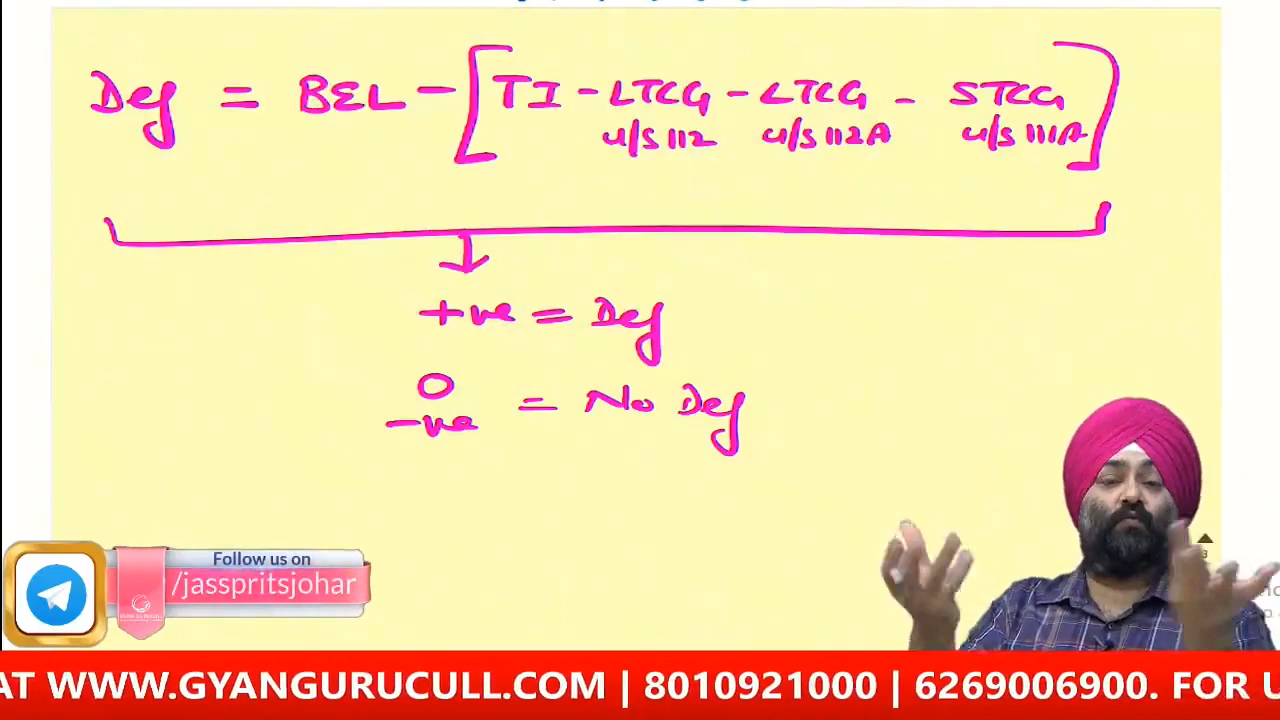 Def = BEL - [TI - LTCG - LTCG - STCG]
u/s 112 u/s 112A u/s 111A
+ve = Def
0
-ve = No Def
Follow us on
/jasspritsjohar
AT WWW.GYANGURUCULL.COM | 8010921000 | 6269006900. FOR U